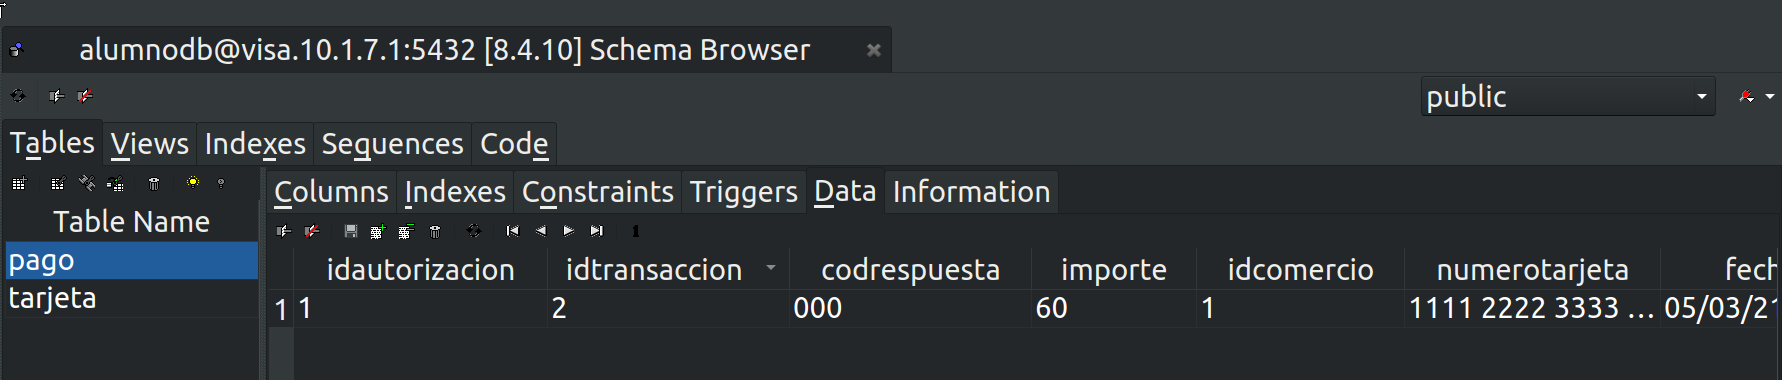 alumnodb@visa.10.1.7.1:5432 [8.4.10] Schema Browser
public
Tables Views Indexes Sequences Code
Columns Indexes Constraints Triggers Data Information
Table Name
pago
tarjeta
1
idautorizacion idtransaccion codrespuesta importe idcomercio numerotarjeta fech
1 1 2 000 60 1 1111 2222 3333 ... 05/03/21